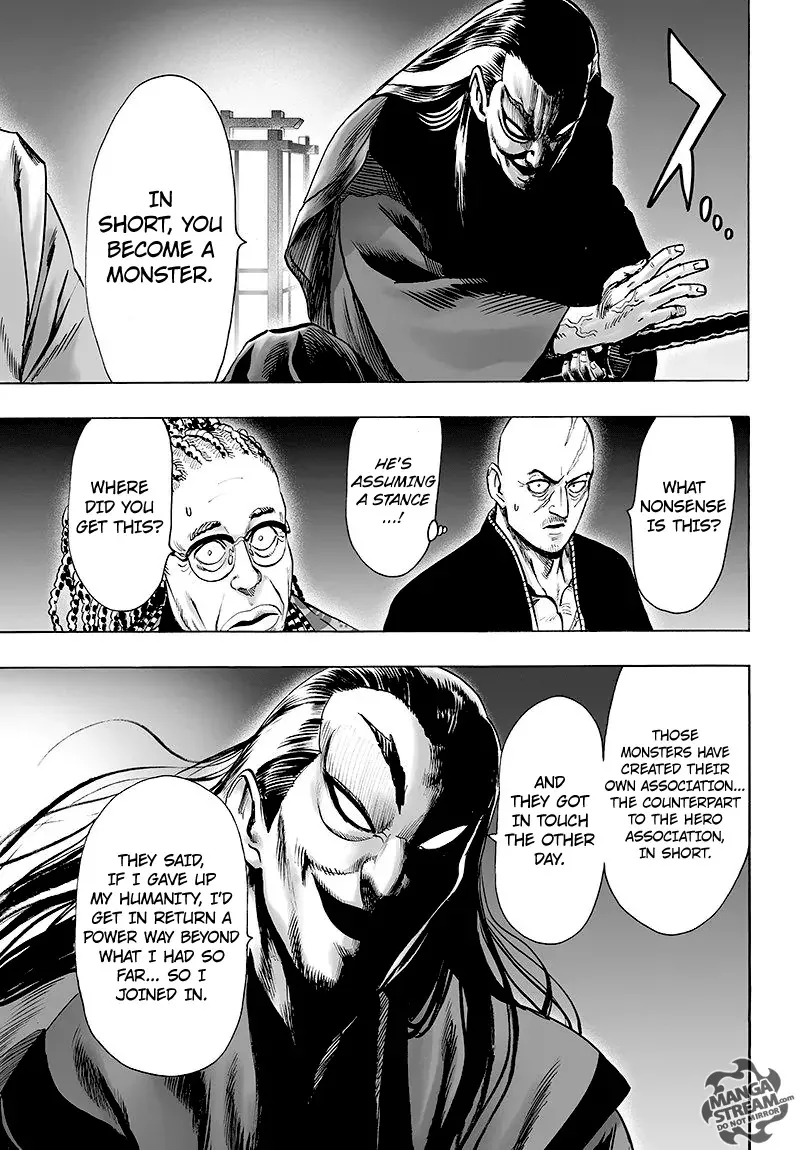 IN
SHORT, YOU
BECOME A
MONSTER.
ス
WHAT
NONSENSE
IS THIS?
HE'S
ASSUMING
A STANCE
...!
WHERE
DID YOU
GET THIS?
THOSE
MONSTERS HAVE
CREATED THEIR
OWN ASSOCIATION...
THE COUNTERPART
TO THE HERO
ASSOCIATION,
IN SHORT.
AND
THEY GOT
IN TOUCH
THE OTHER
DAY.
THEY SAID,
IF I GAVE UP
MY HUMANITY, I'D
GET IN RETURN A
POWER WAY BEYOND
WHAT I HAD SO
FAR... SO I
JOINED IN.
MANGA
STREAM.COM
DO NOT MIRROR